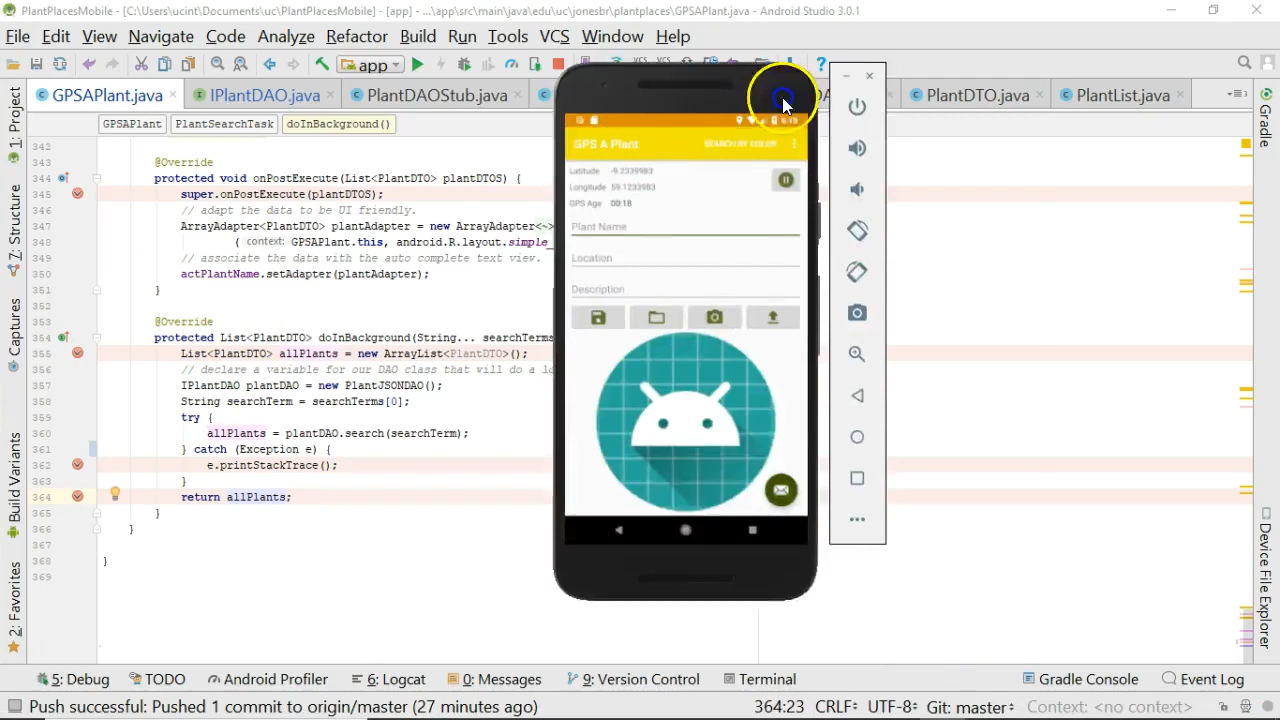 PlantPlacesMobile - [C:\Users\ucint\Documents\uc\PlantPlacesMobile] - [app] - ...\app\src\main\java\edu\uc\jonesbr\plantplaces\GPSAPlant.java - Android Studio 3.0.1
File Edit View Navigate Code Analyze Refactor Build Run Tools VCS Window Help
app
GPSAPlant.java IPlantDAO.java PlantDAOStub.java PlantDTO.java PlantList.java
GPSAPlant PlantSearchTask doInBackground()
1: Project
7: Structure
Captures
Build Variants
2: Favorites
342
343 @Override
344 protected void onPostExecute(List<PlantDTO> plantDTOS) {
345 super.onPostExecute(plantDTOS);
346 // adapt the data to be UI friendly.
347 ArrayAdapter<PlantDTO> plantAdapter = new ArrayAdapter<~>
348 ( context: GPSAPlant.this, android.R.layout.simple_
349 // associate the data with the auto complete text view.
350 actPlantName.setAdapter(plantAdapter);
351 }
352
353 @Override
354 protected List<PlantDTO> doInBackground(String... searchTerms
355 List<PlantDTO> allPlants = new ArrayList<PlantDTO>();
356 // declare a variable for our DAO class that will do a lo
357 IPlantDAO plantDAO = new PlantJSONDAO();
358 String searchTerm = searchTerms[0];
359 try {
360 allPlants = plantDAO.search(searchTerm);
361 } catch (Exception e) {
362 e.printStackTrace();
363 }
364 return allPlants;
365 }
366 }
367
368 }
369
GPS A Plant SEARCH BY COLOR
Latitude -9.2339983
Longitude 59.1233983
GPS Age 00:18
Plant Name
Location
Description
Gradle
Device File Explorer
5: Debug TODO Android Profiler 6: Logcat 0: Messages 9: Version Control Terminal Gradle Console Event Log
Push successful: Pushed 1 commit to origin/master (27 minutes ago) 364:23 CRLF÷ UTF-8÷ Git: master÷ Context: <no context>